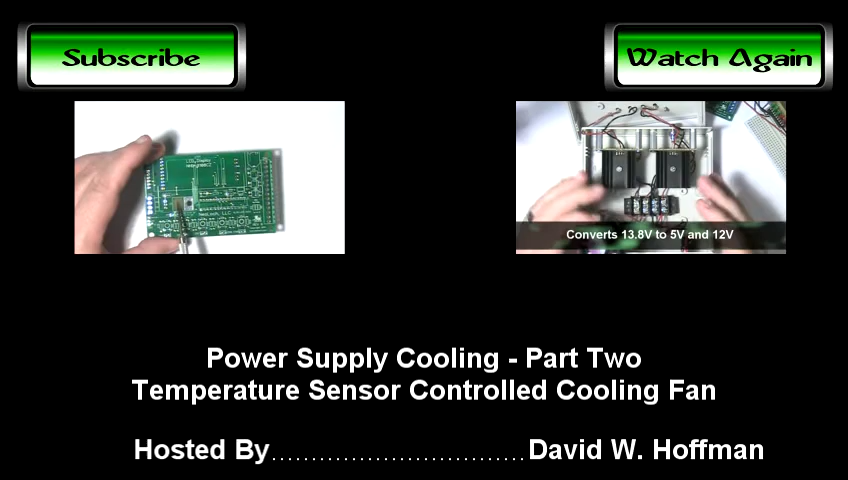 Subscribe
Watch Again
Converts 13.8V to 5V and 12V
Power Supply Cooling - Part Two
Temperature Sensor Controlled Cooling Fan
Hosted By...............................David W. Hoffman